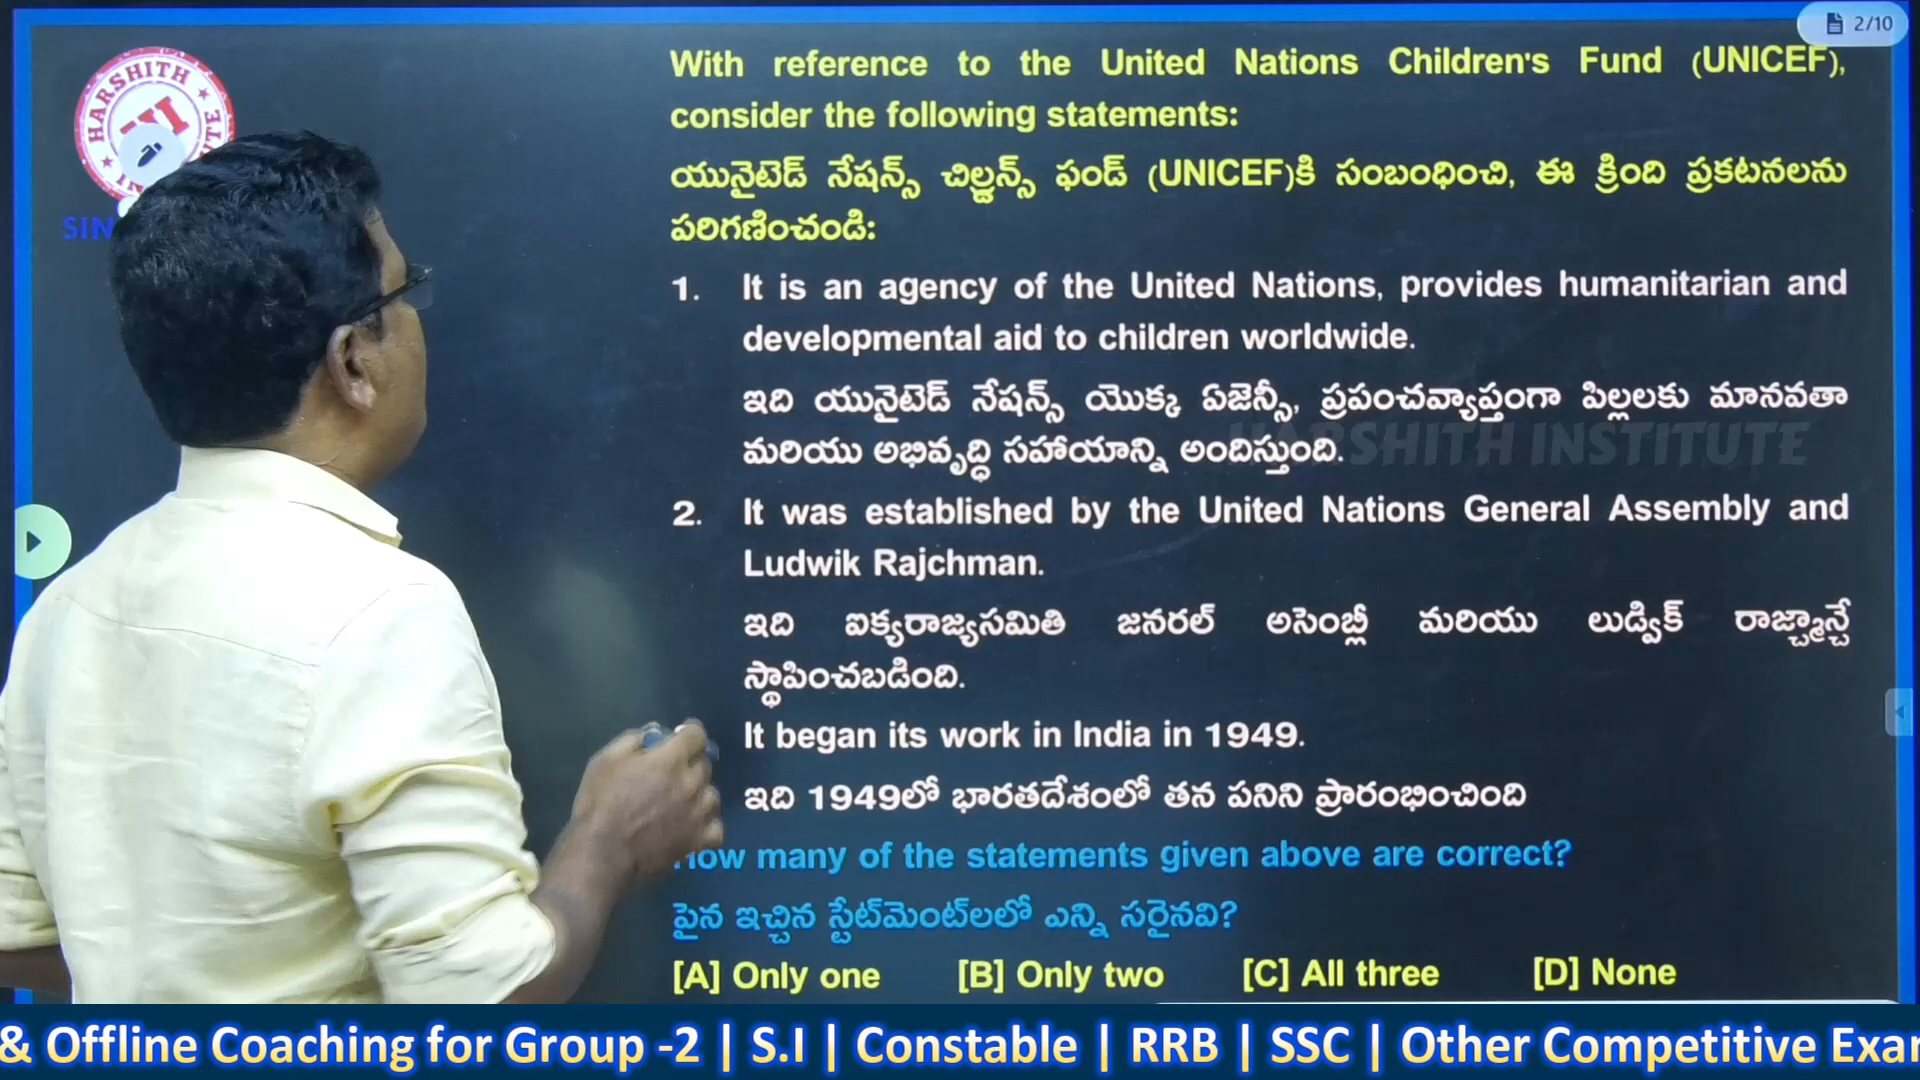 2/10
HARSHITH
SIN
With reference to the United Nations Children's Fund (UNICEF),
consider the following statements:
యునైటెడ్ నేషన్స్ చిల్డ్రన్స్ ఫండ్ (UNICEF)కి సంబంధించి, ఈ క్రింది ప్రకటనలను
పరిగణించండి:
1. It is an agency of the United Nations, provides humanitarian and
developmental aid to children worldwide.
ఇది యునైటెడ్ నేషన్స్ యొక్క ఏజెన్సీ, ప్రపంచవ్యాప్తంగా పిల్లలకు మానవతా
మరియు అభివృద్ధి సహాయాన్ని అందిస్తుంది.
HARSHITH INSTITUTE
2. It was established by the United Nations General Assembly and
Ludwik Rajchman.
ఇది ఐక్యరాజ్యసమితి జనరల్ అసెంబ్లీ మరియు లుడ్విక్ రాజ్చ్మాన్చే
స్థాపించబడింది.
It began its work in India in 1949.
ఇది 1949లో భారతదేశంలో తన పనిని ప్రారంభించింది
How many of the statements given above are correct?
పైన ఇచ్చిన స్టేట్‌మెంట్‌లలో ఎన్ని సరైనవి?
[A] Only one [B] Only two [C] All three [D] None
& Offline Coaching for Group -2 | S.I | Constable | RRB | SSC | Other Competitive Exar